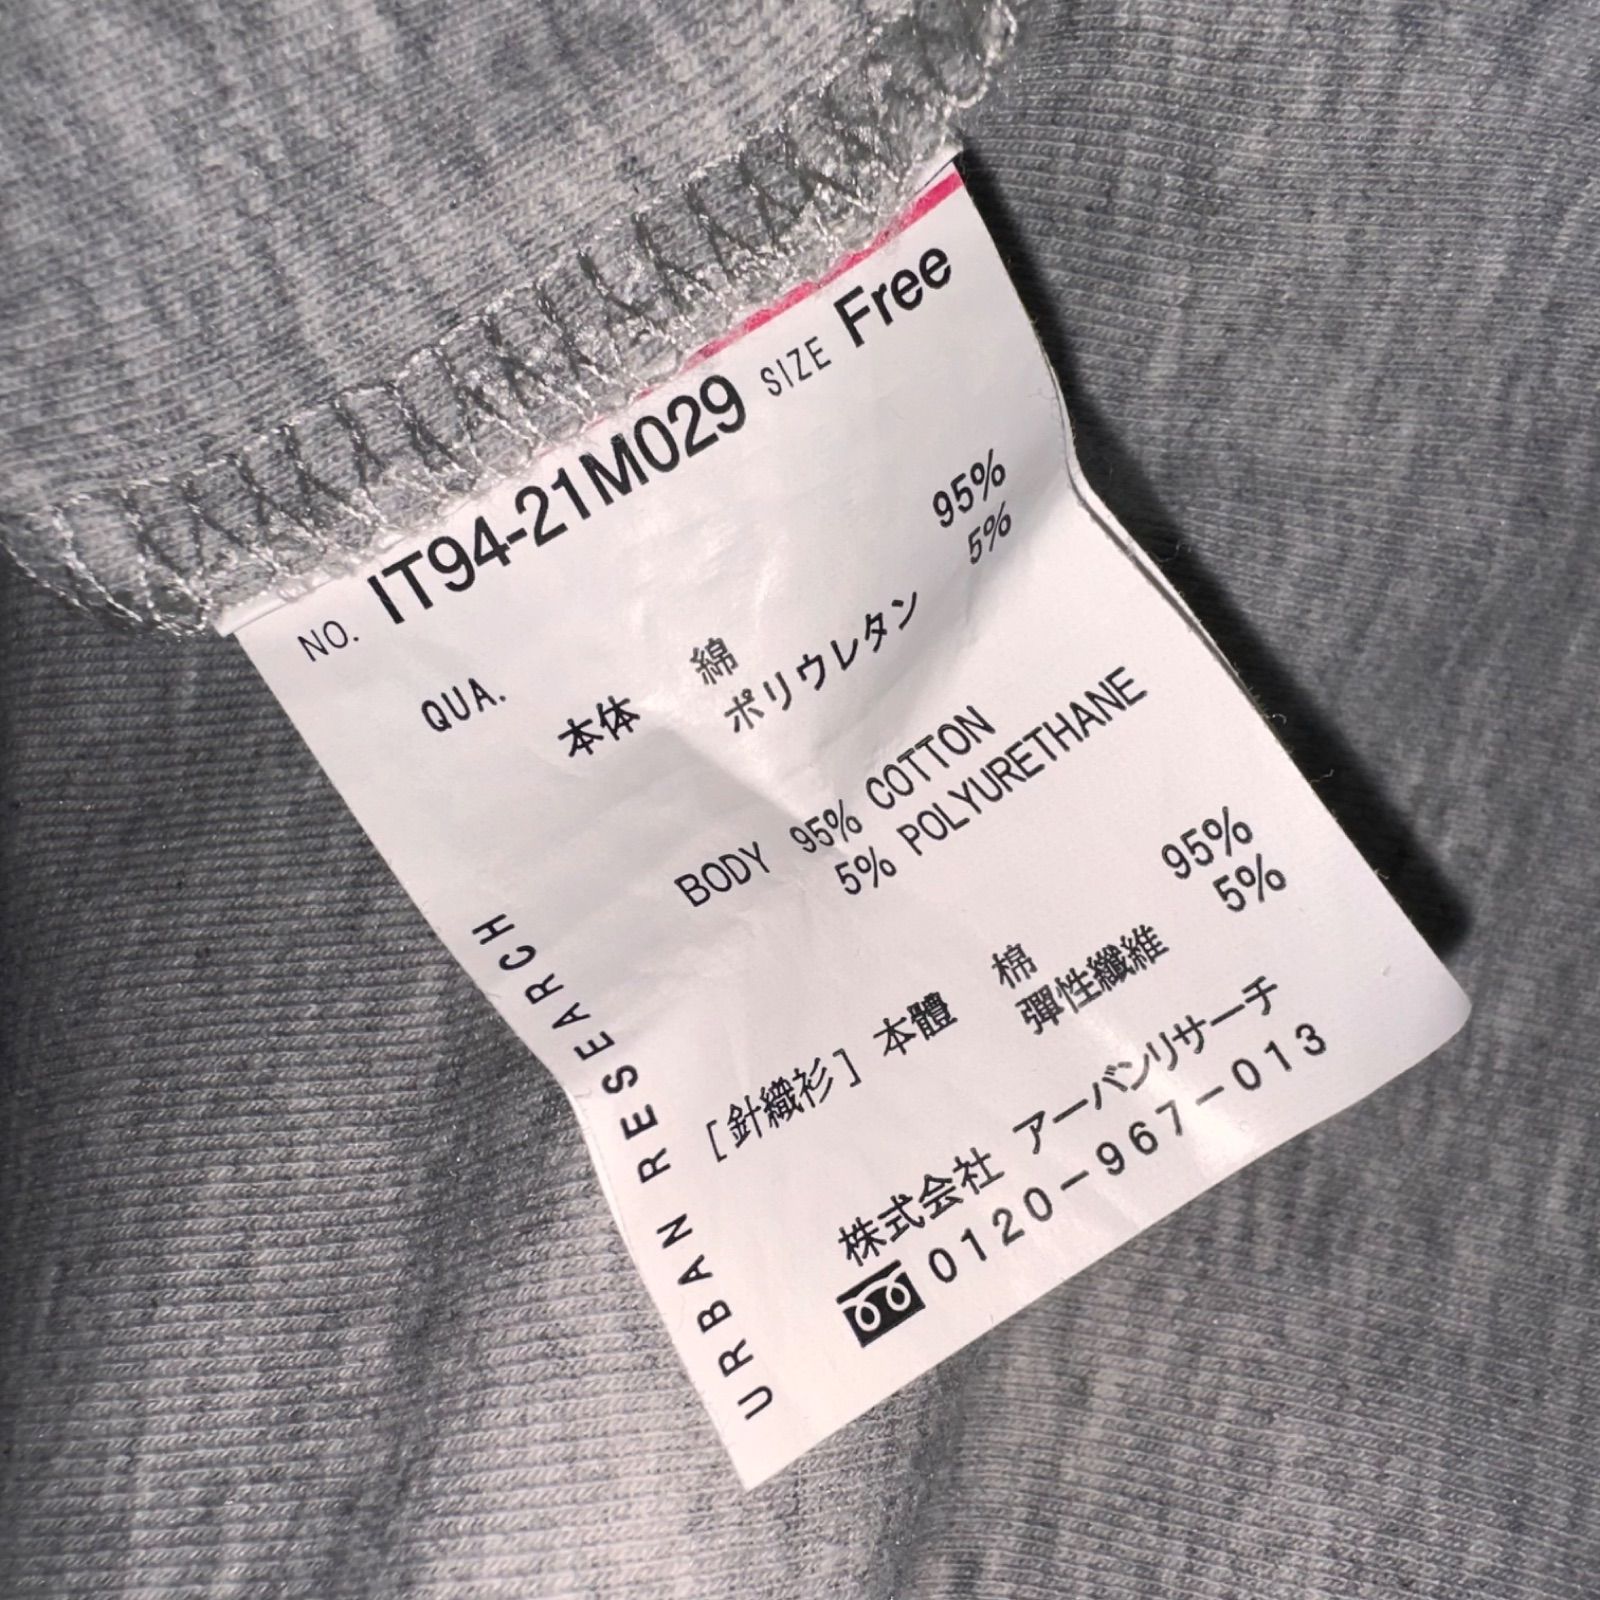 NO. IT94-21M029 SIZE Free
QUA.
本体 綿 95%
ポリウレタン 5%
BODY 95% COTTON
5% POLYURETHANE
[針織衫] 本體 棉 95%
彈性纖維 5%
株式会社 アーバンリサーチ
0120-967-013
URBAN RESEARCH